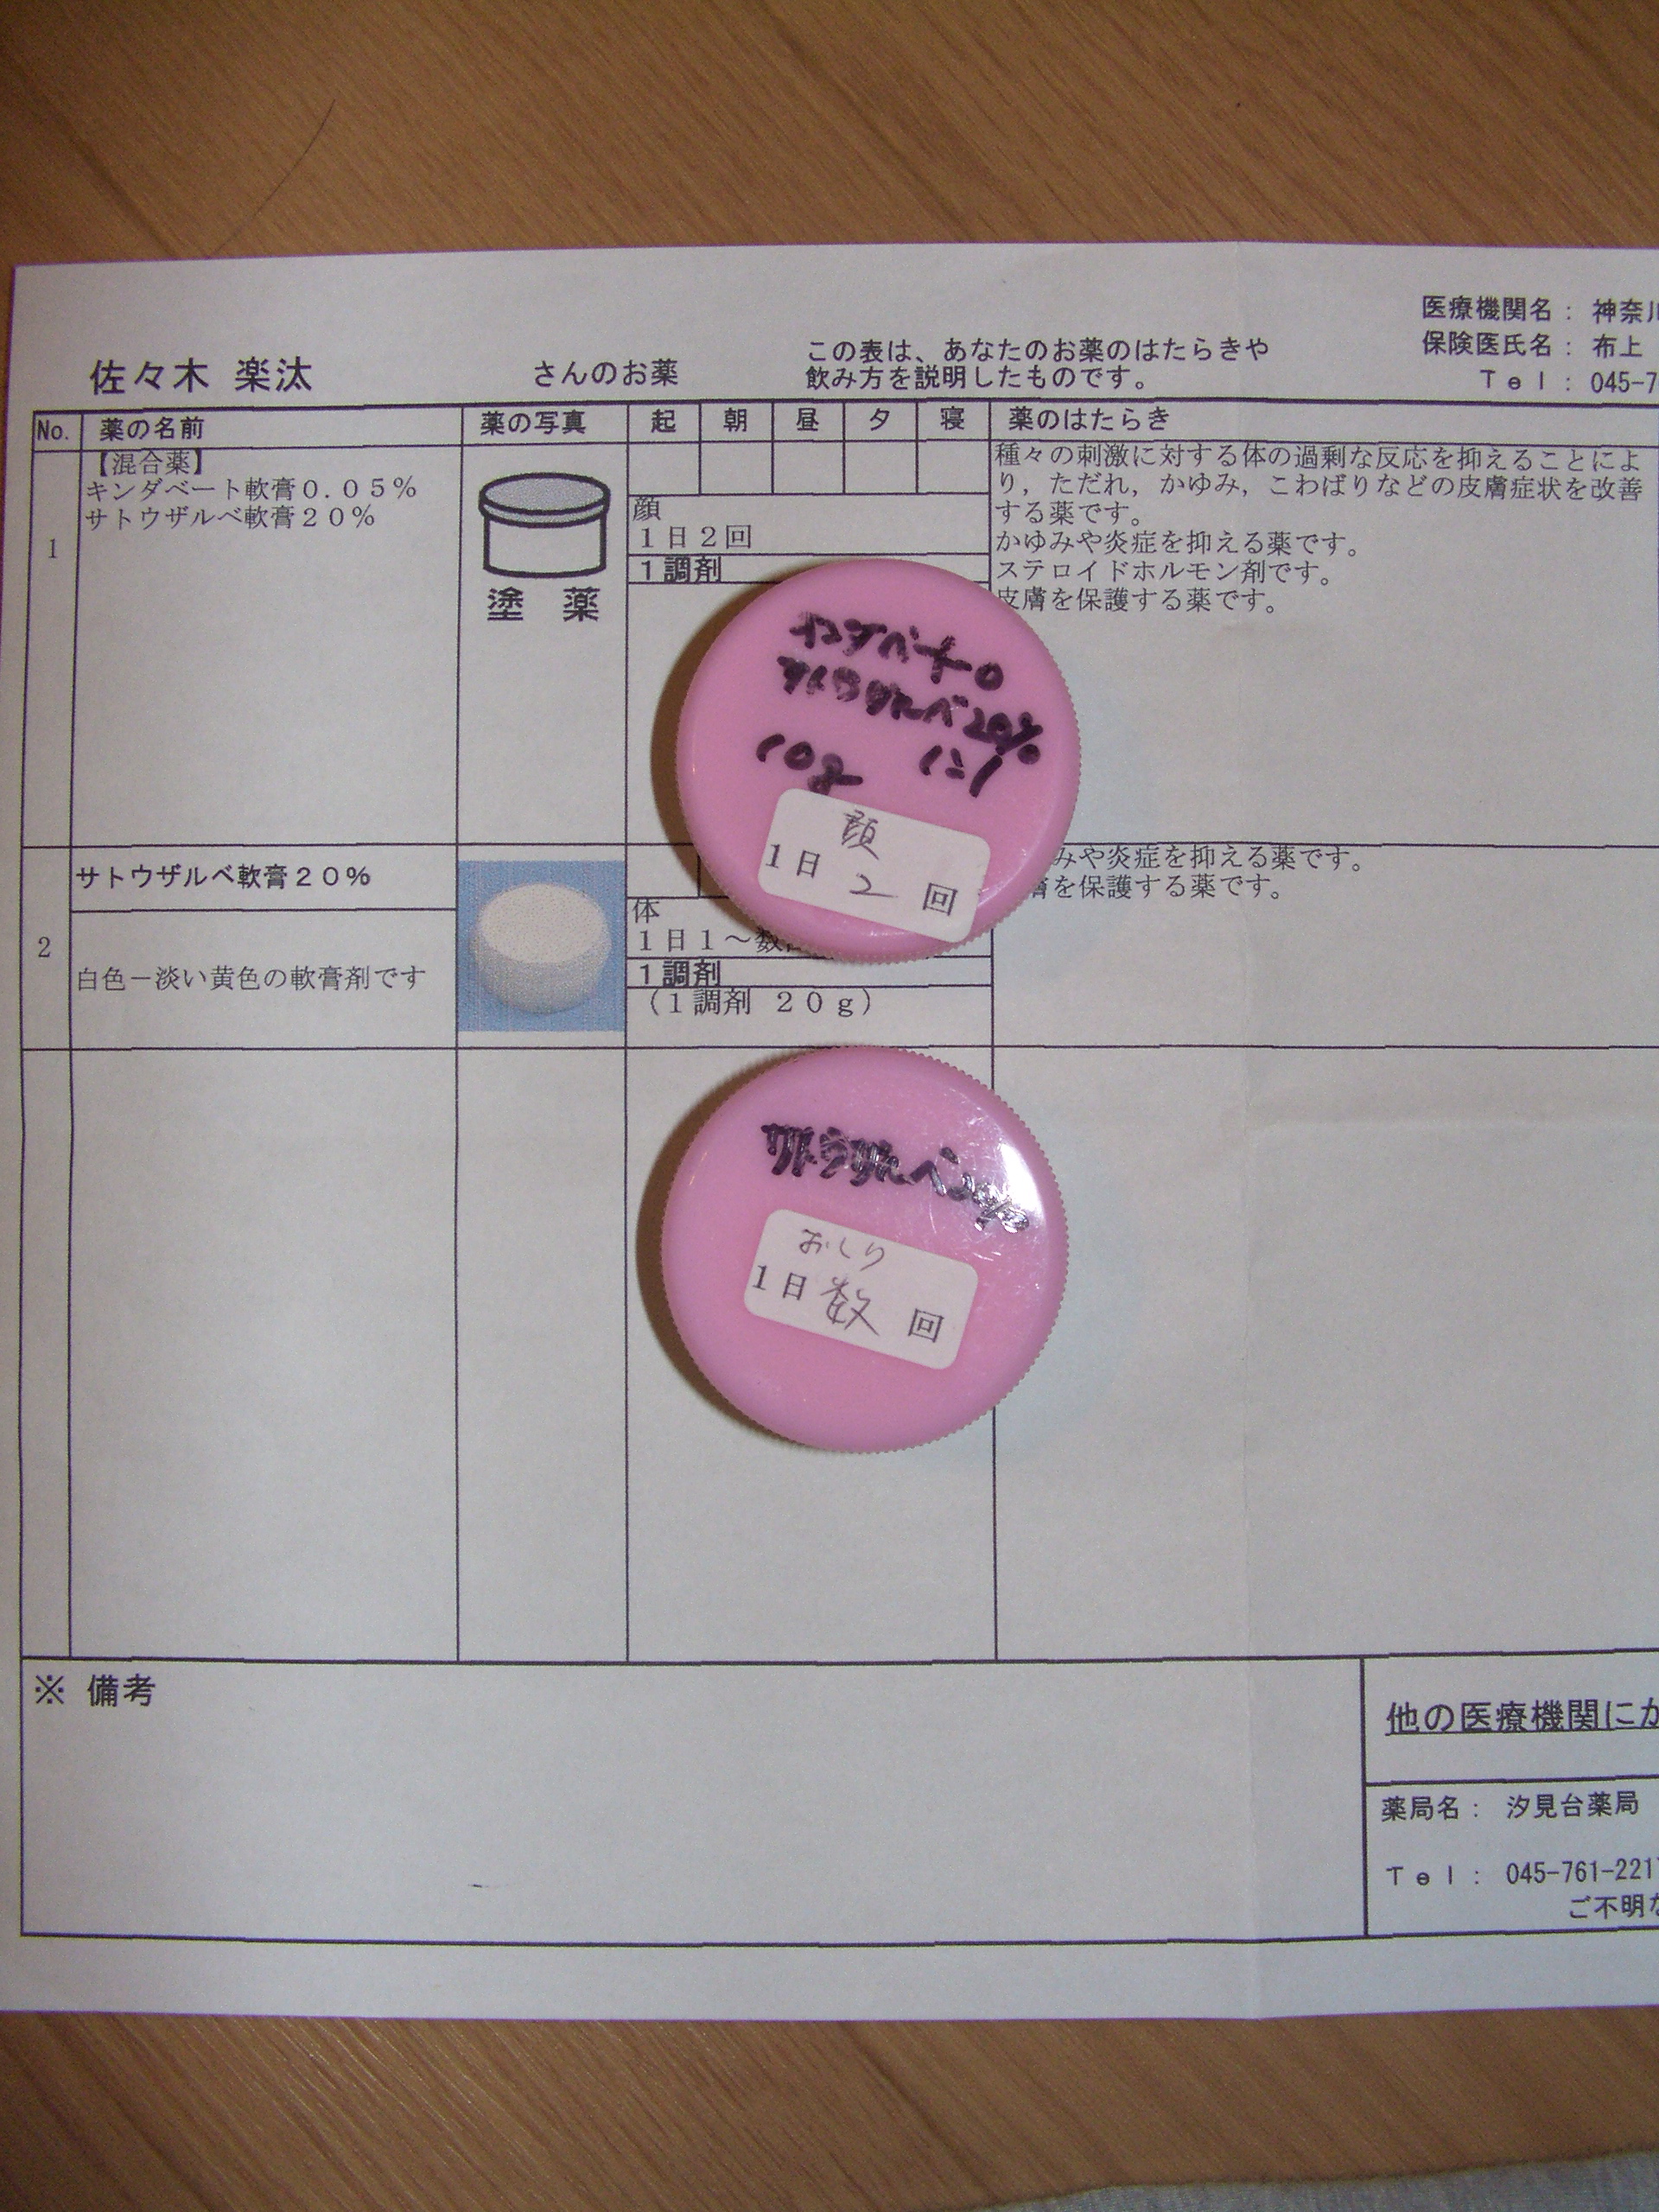 医療機関名： 神奈川
保険医氏名： 布上
Ｔｅｌ： 045-7
佐々木 楽汰 さんのお薬
この表は、あなたのお薬のはたらきや
飲み方を説明したものです。
No. 薬の名前 薬の写真 起 朝 昼 夕 寝 薬のはたらき
1
【混合薬】
キンダベート軟膏０．０５％
サトウザルベ軟膏２０％
塗 薬
顔
１日２回
１調剤
種々の刺激に対する体の過剰な反応を抑えることによ
り，ただれ，かゆみ，こわばりなどの皮膚症状を改善
する薬です。
かゆみや炎症を抑える薬です。
ステロイドホルモン剤です。
皮膚を保護する薬です。
サトウザルベ20%
10g 1:1
顔
1日 2 回
2
サトウザルベ軟膏２０％
白色－淡い黄色の軟膏剤です
体
１日１～数
１調剤
（１調剤 ２０ｇ）
みや炎症を抑える薬です。
膚を保護する薬です。
サトウザルベ20%
おしり
1日 数 回
※ 備考
他の医療機関にか
薬局名： 汐見台薬局
Ｔｅｌ： 045-761-221
ご不明な